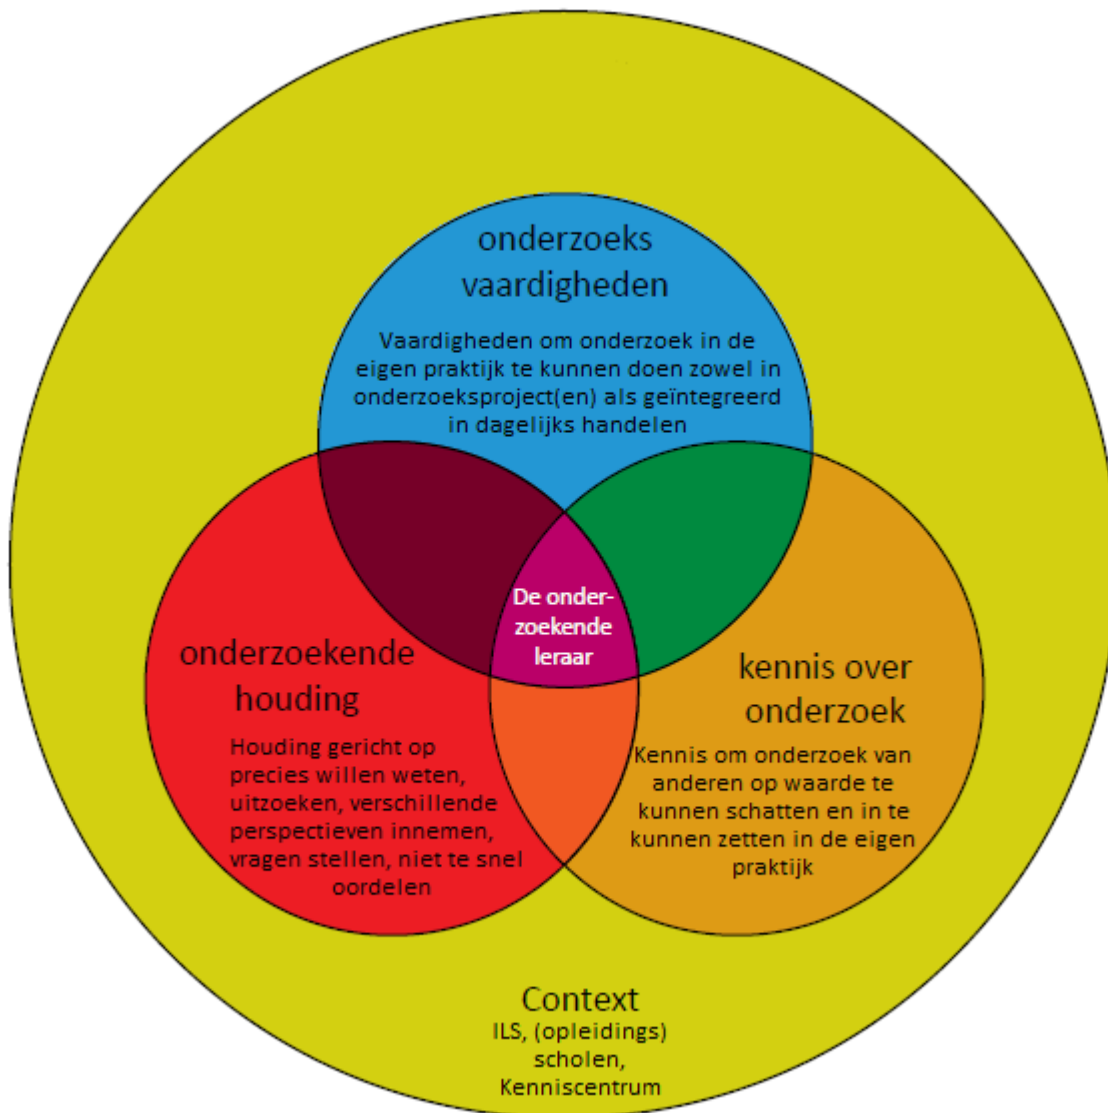 onderzoeks
vaardigheden
Vaardigheden om onderzoek in de
eigen praktijk te kunnen doen zowel in
onderzoeksproject(en) als geïntegreerd
in dagelijks handelen
De onder-
zoekende
leraar
onderzoekende
houding
Houding gericht op
precies willen weten,
uitzoeken, verschillende
perspectieven innemen,
vragen stellen, niet te snel
oordelen
kennis over
onderzoek
Kennis om onderzoek van
anderen op waarde te
kunnen schatten en in te
kunnen zetten in de eigen
praktijk
Context
ILS, (opleidings)
scholen,
Kenniscentrum